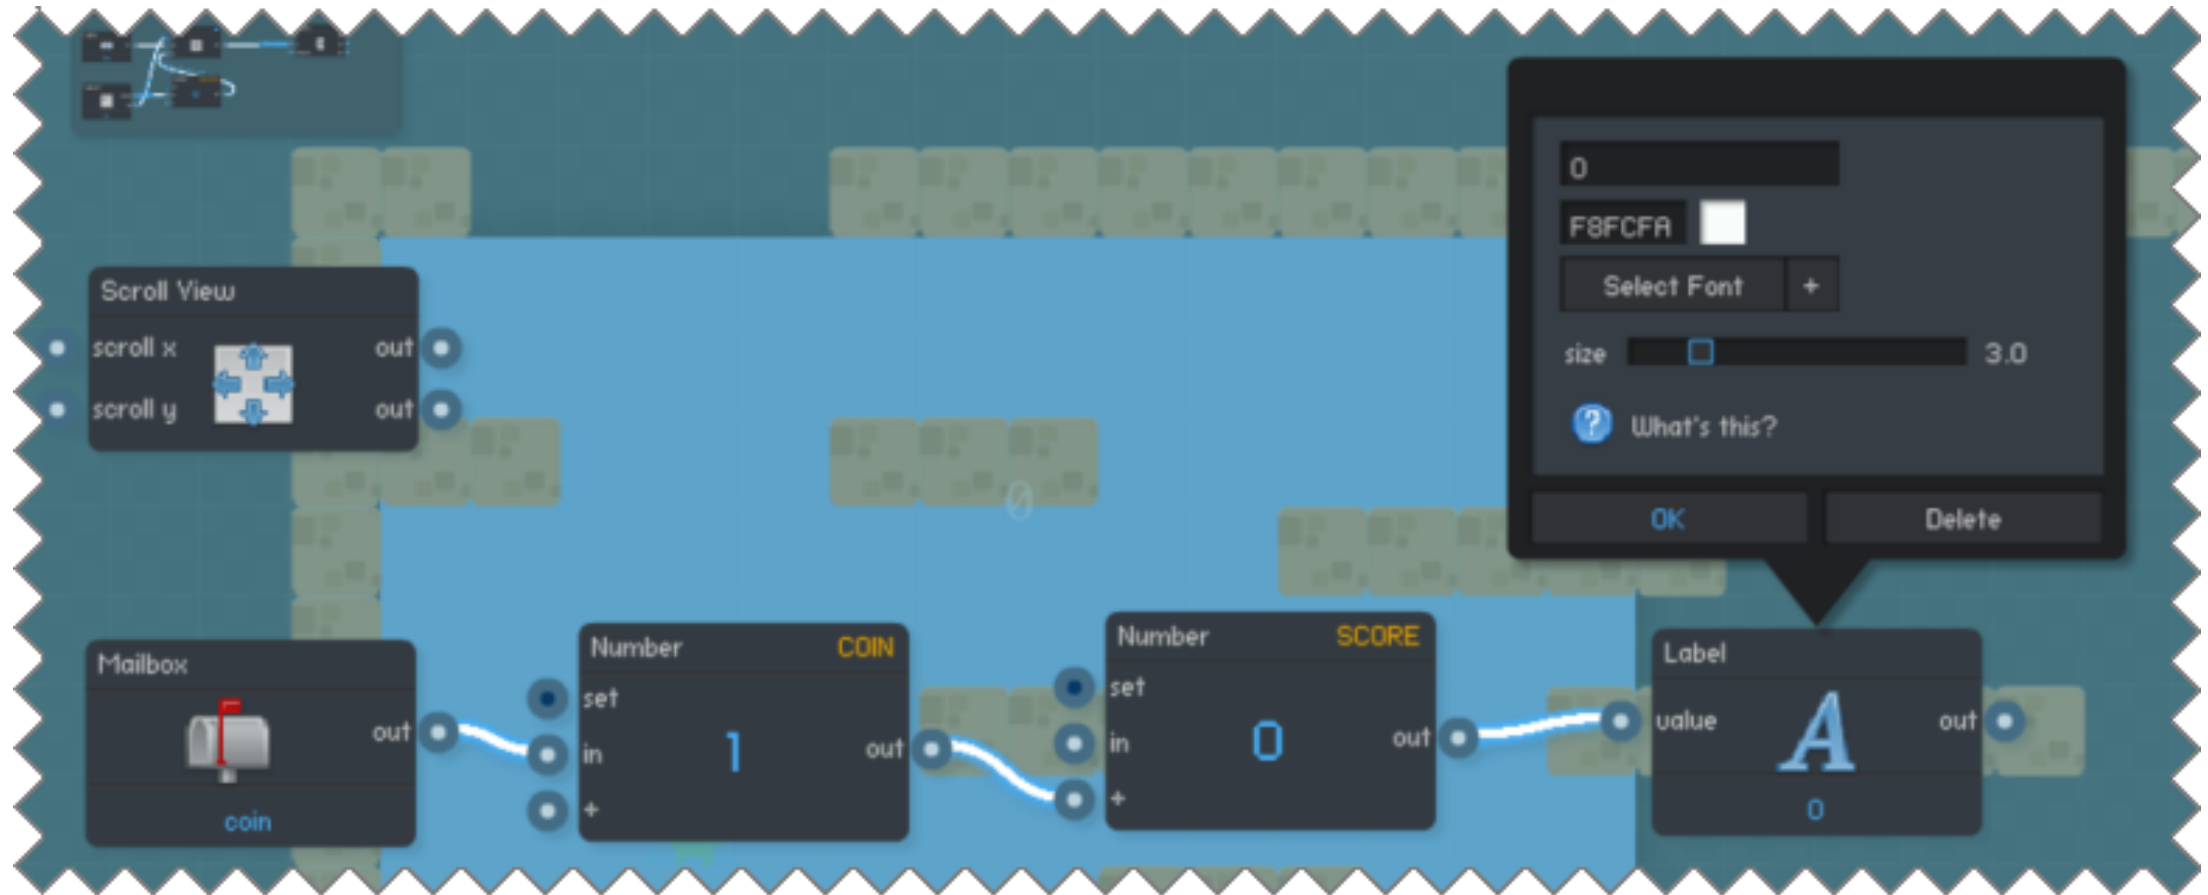 0
F8FCFA
Select Font +
size 3.0
? What's this?
OK Delete
Scroll View
scroll x out
scroll y out
0
Mailbox
out
coin
Number COIN
set
in 1 out
+
Number SCORE
set
in 0 out
+
Label
value A out
0